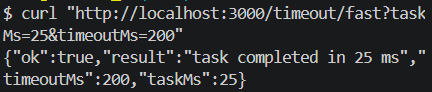 $ curl "http://localhost:3000/timeout/fast?task
Ms=25&timeoutMs=200"
{"ok":true,"result":"task completed in 25 ms","
timeoutMs":200,"taskMs":25}